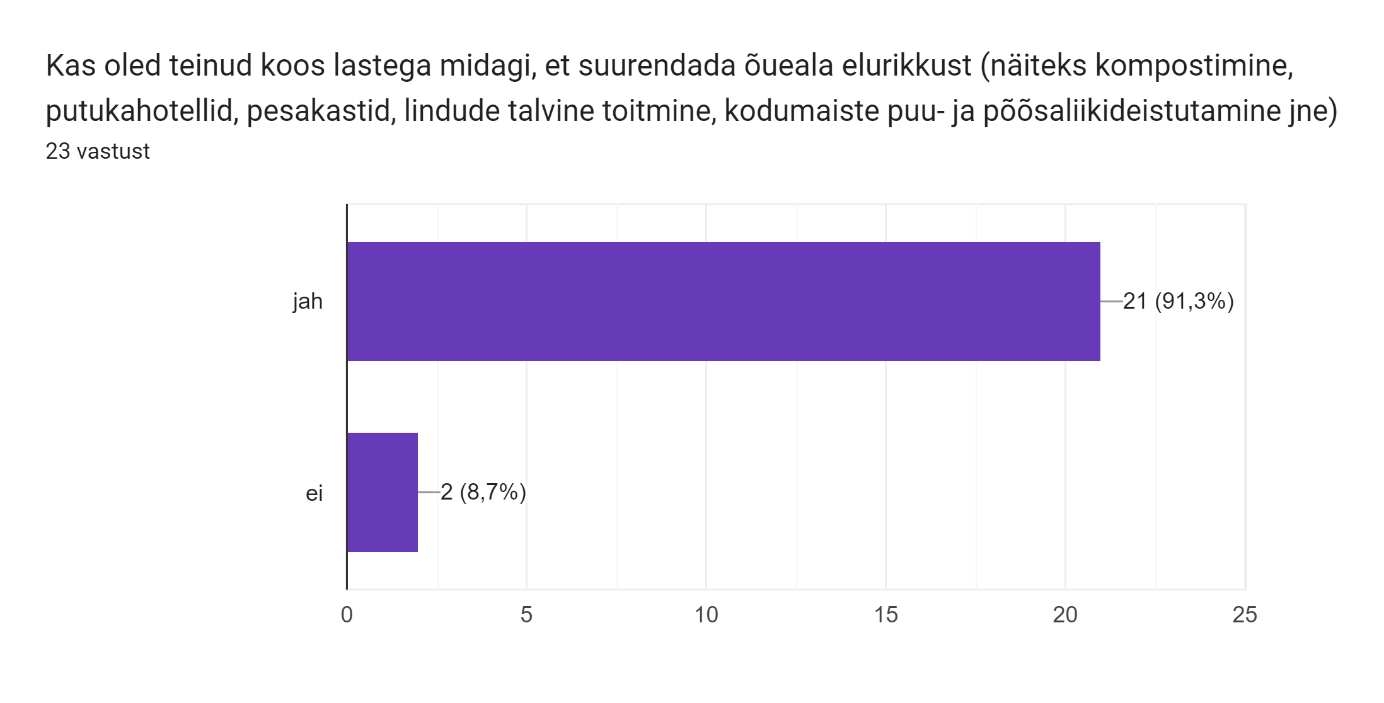 Kas oled teinud koos lastega midagi, et suurendada õueala elurikkust (näiteks kompostimine,
putukahotellid, pesakastid, lindude talvine toitmine, kodumaiste puu- ja põõsaliikideistutamine jne)
23 vastust
jah
21 (91,3%)
ei
2 (8,7%)
0 5 10 15 20 25